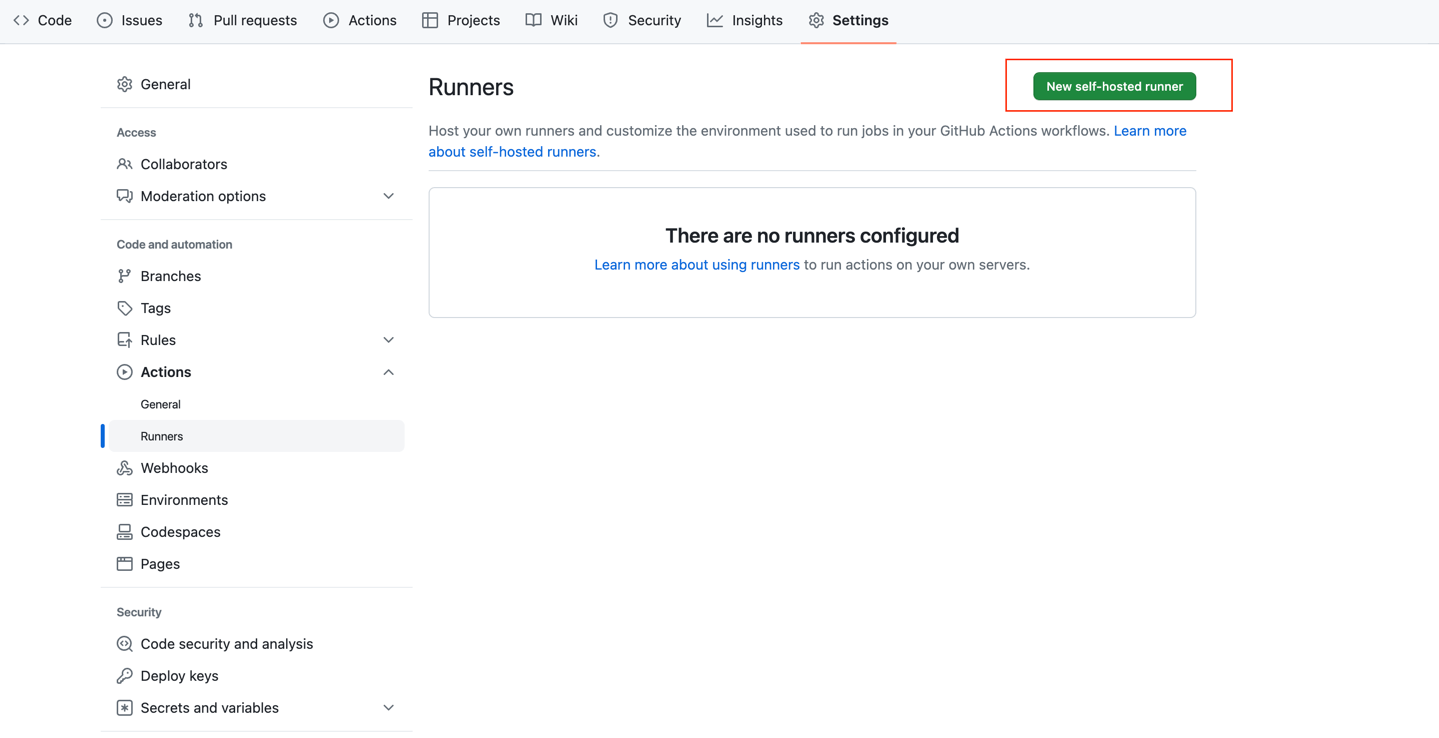 Code Issues Pull requests Actions Projects Wiki Security Insights Settings
General
Access
Collaborators
Moderation options
Code and automation
Branches
Tags
Rules
Actions
General
Runners
Webhooks
Environments
Codespaces
Pages
Security
Code security and analysis
Deploy keys
Secrets and variables
Runners
New self-hosted runner
Host your own runners and customize the environment used to run jobs in your GitHub Actions workflows. Learn more
about self-hosted runners.
There are no runners configured
Learn more about using runners to run actions on your own servers.